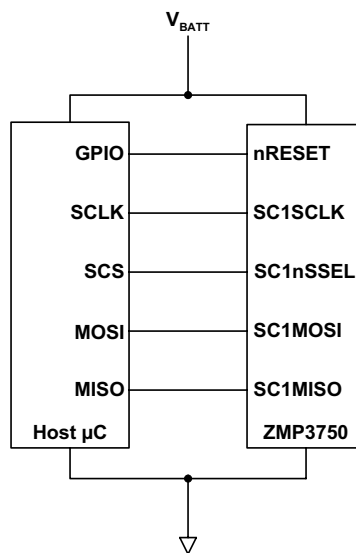 VBATT
GPIO nRESET
SCLK SC1SCLK
SCS SC1nSSEL
MOSI SC1MOSI
MISO SC1MISO
Host µC ZMP3750